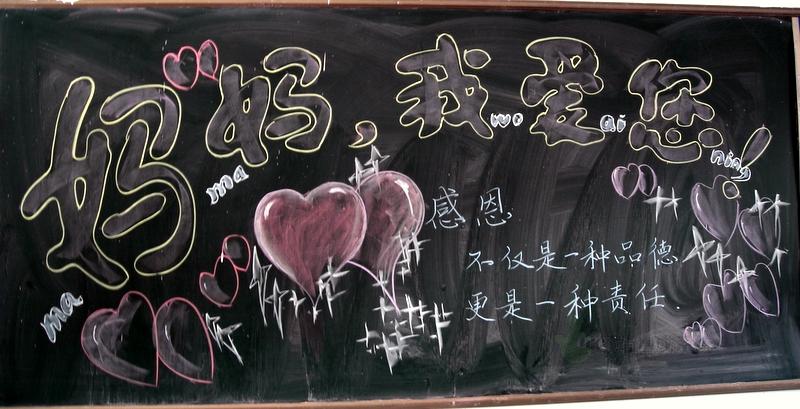 妈妈，我爱您！
ma ma wo ai ning
感恩
不仅是一种品德
更是一种责任.